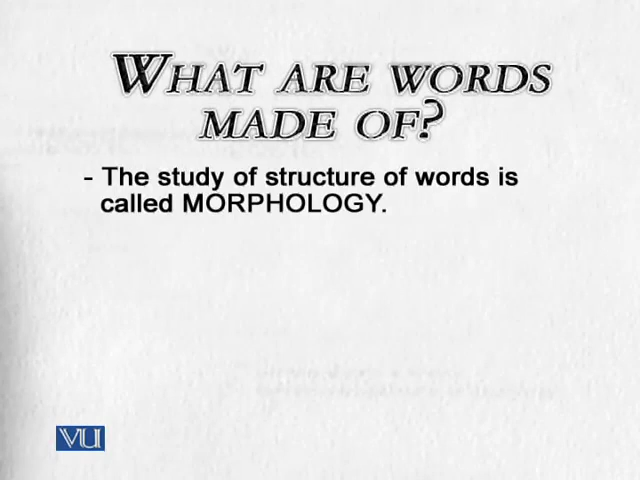 WHAT ARE WORDS
MADE OF?
- The study of structure of words is
called MORPHOLOGY.
VU